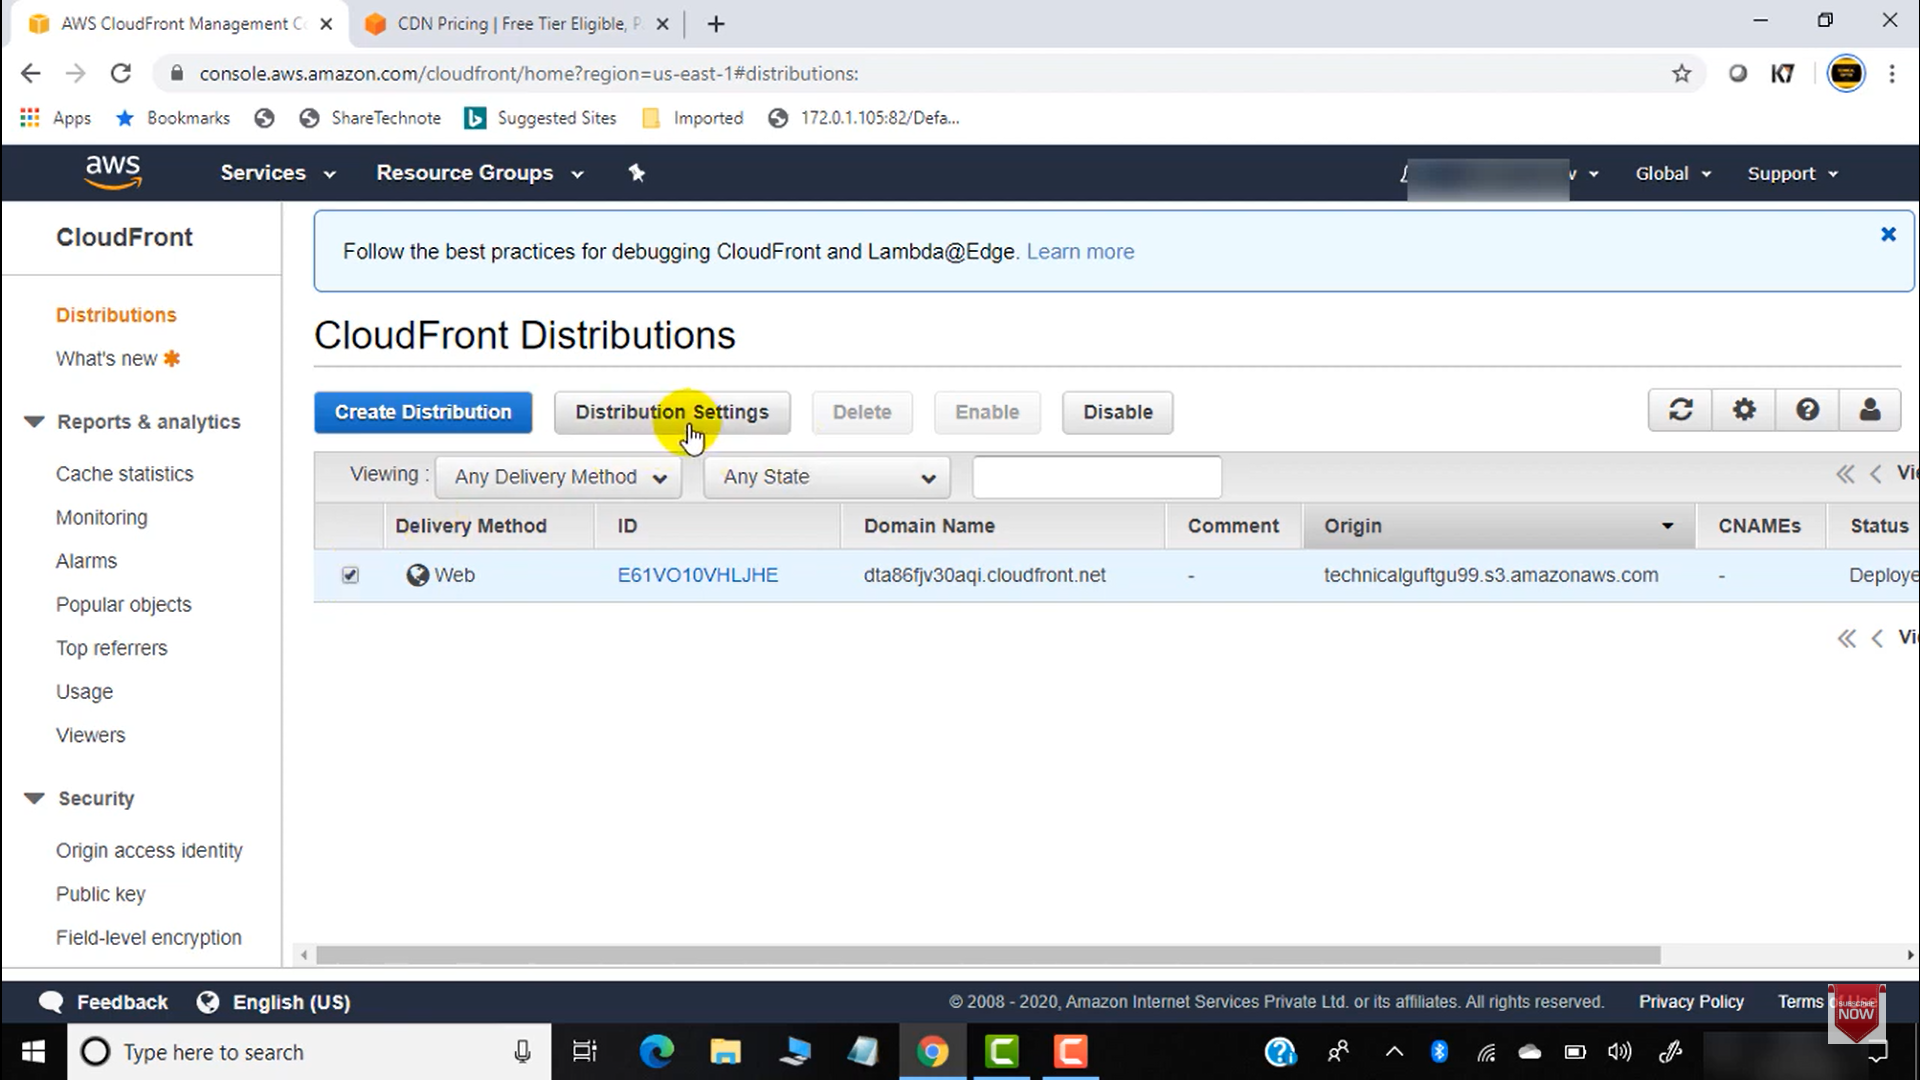 AWS CloudFront Management Co
CDN Pricing | Free Tier Eligible, P
console.aws.amazon.com/cloudfront/home?region=us-east-1#distributions:
K7
Apps
Bookmarks
ShareTechnote
Suggested Sites
Imported
172.0.1.105:82/Defa...
aws
Services
Resource Groups
Global
Support
CloudFront
Follow the best practices for debugging CloudFront and Lambda@Edge. Learn more
CloudFront Distributions
Distributions
What's new
Create Distribution
Distribution Settings
Delete
Enable
Disable
Reports & analytics
Viewing :
Any Delivery Method
Any State
Delivery Method
ID
Domain Name
Comment
Origin
CNAMEs
Status
Web
E61VO10VHLJHE
dta86fjv30aqi.cloudfront.net
-
technicalguftgu99.s3.amazonaws.com
-
Deploye
Cache statistics
Monitoring
Alarms
Popular objects
Top referrers
Usage
Viewers
Security
Origin access identity
Public key
Field-level encryption
Feedback
English (US)
© 2008 - 2020, Amazon Internet Services Private Ltd. or its affiliates. All rights reserved.
Privacy Policy
Terms of Use
SUBSCRIBE
NOW
Type here to search